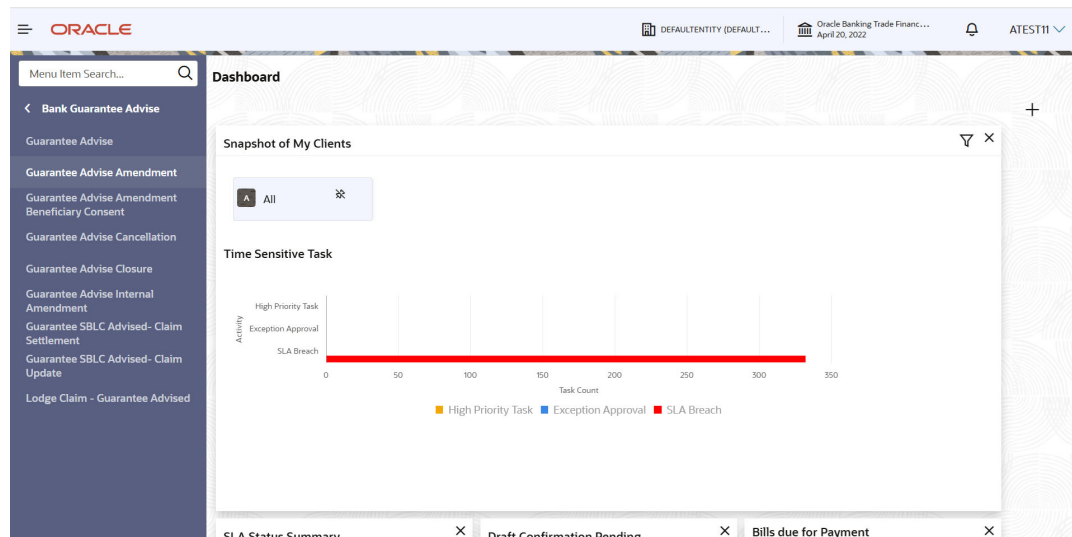 ORACLE
DEFAULTENTITY (DEFAULT...
Oracle Banking Trade Financ...
April 20, 2022
ATEST11
Menu Item Search...
Bank Guarantee Advise
Guarantee Advise
Guarantee Advise Amendment
Guarantee Advise Amendment
Beneficiary Consent
Guarantee Advise Cancellation
Guarantee Advise Closure
Guarantee Advise Internal
Amendment
Guarantee SBLC Advised- Claim
Settlement
Guarantee SBLC Advised- Claim
Update
Lodge Claim - Guarantee Advised
Dashboard
Snapshot of My Clients
A All
Time Sensitive Task
Activity
High Priority Task
Exception Approval
SLA Breach
0 50 100 150 200 250 300 350
Task Count
High Priority Task Exception Approval SLA Breach
SLA Status Summary
Draft Confirmation Pending
Bills due for Payment